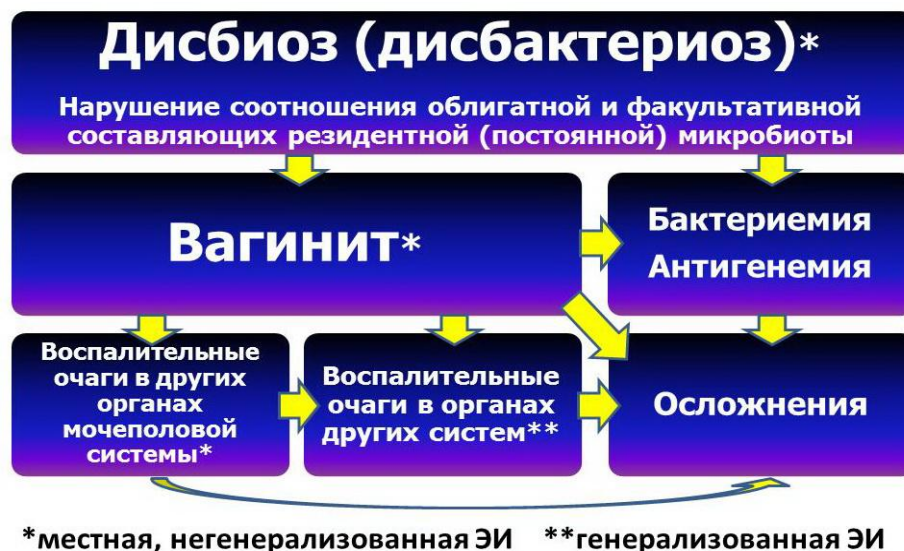 Дисбиоз (дисбактериоз)*
Нарушение соотношения облигатной и факультативной
составляющих резидентной (постоянной) микробиоты
Вагинит*
Бактериемия
Антигенемия
Воспалительные
очаги в других
органах
мочеполовой
системы*
Воспалительные
очаги в органах
других систем**
Осложнения
*местная, негенерализованная ЭИ **генерализованная ЭИ